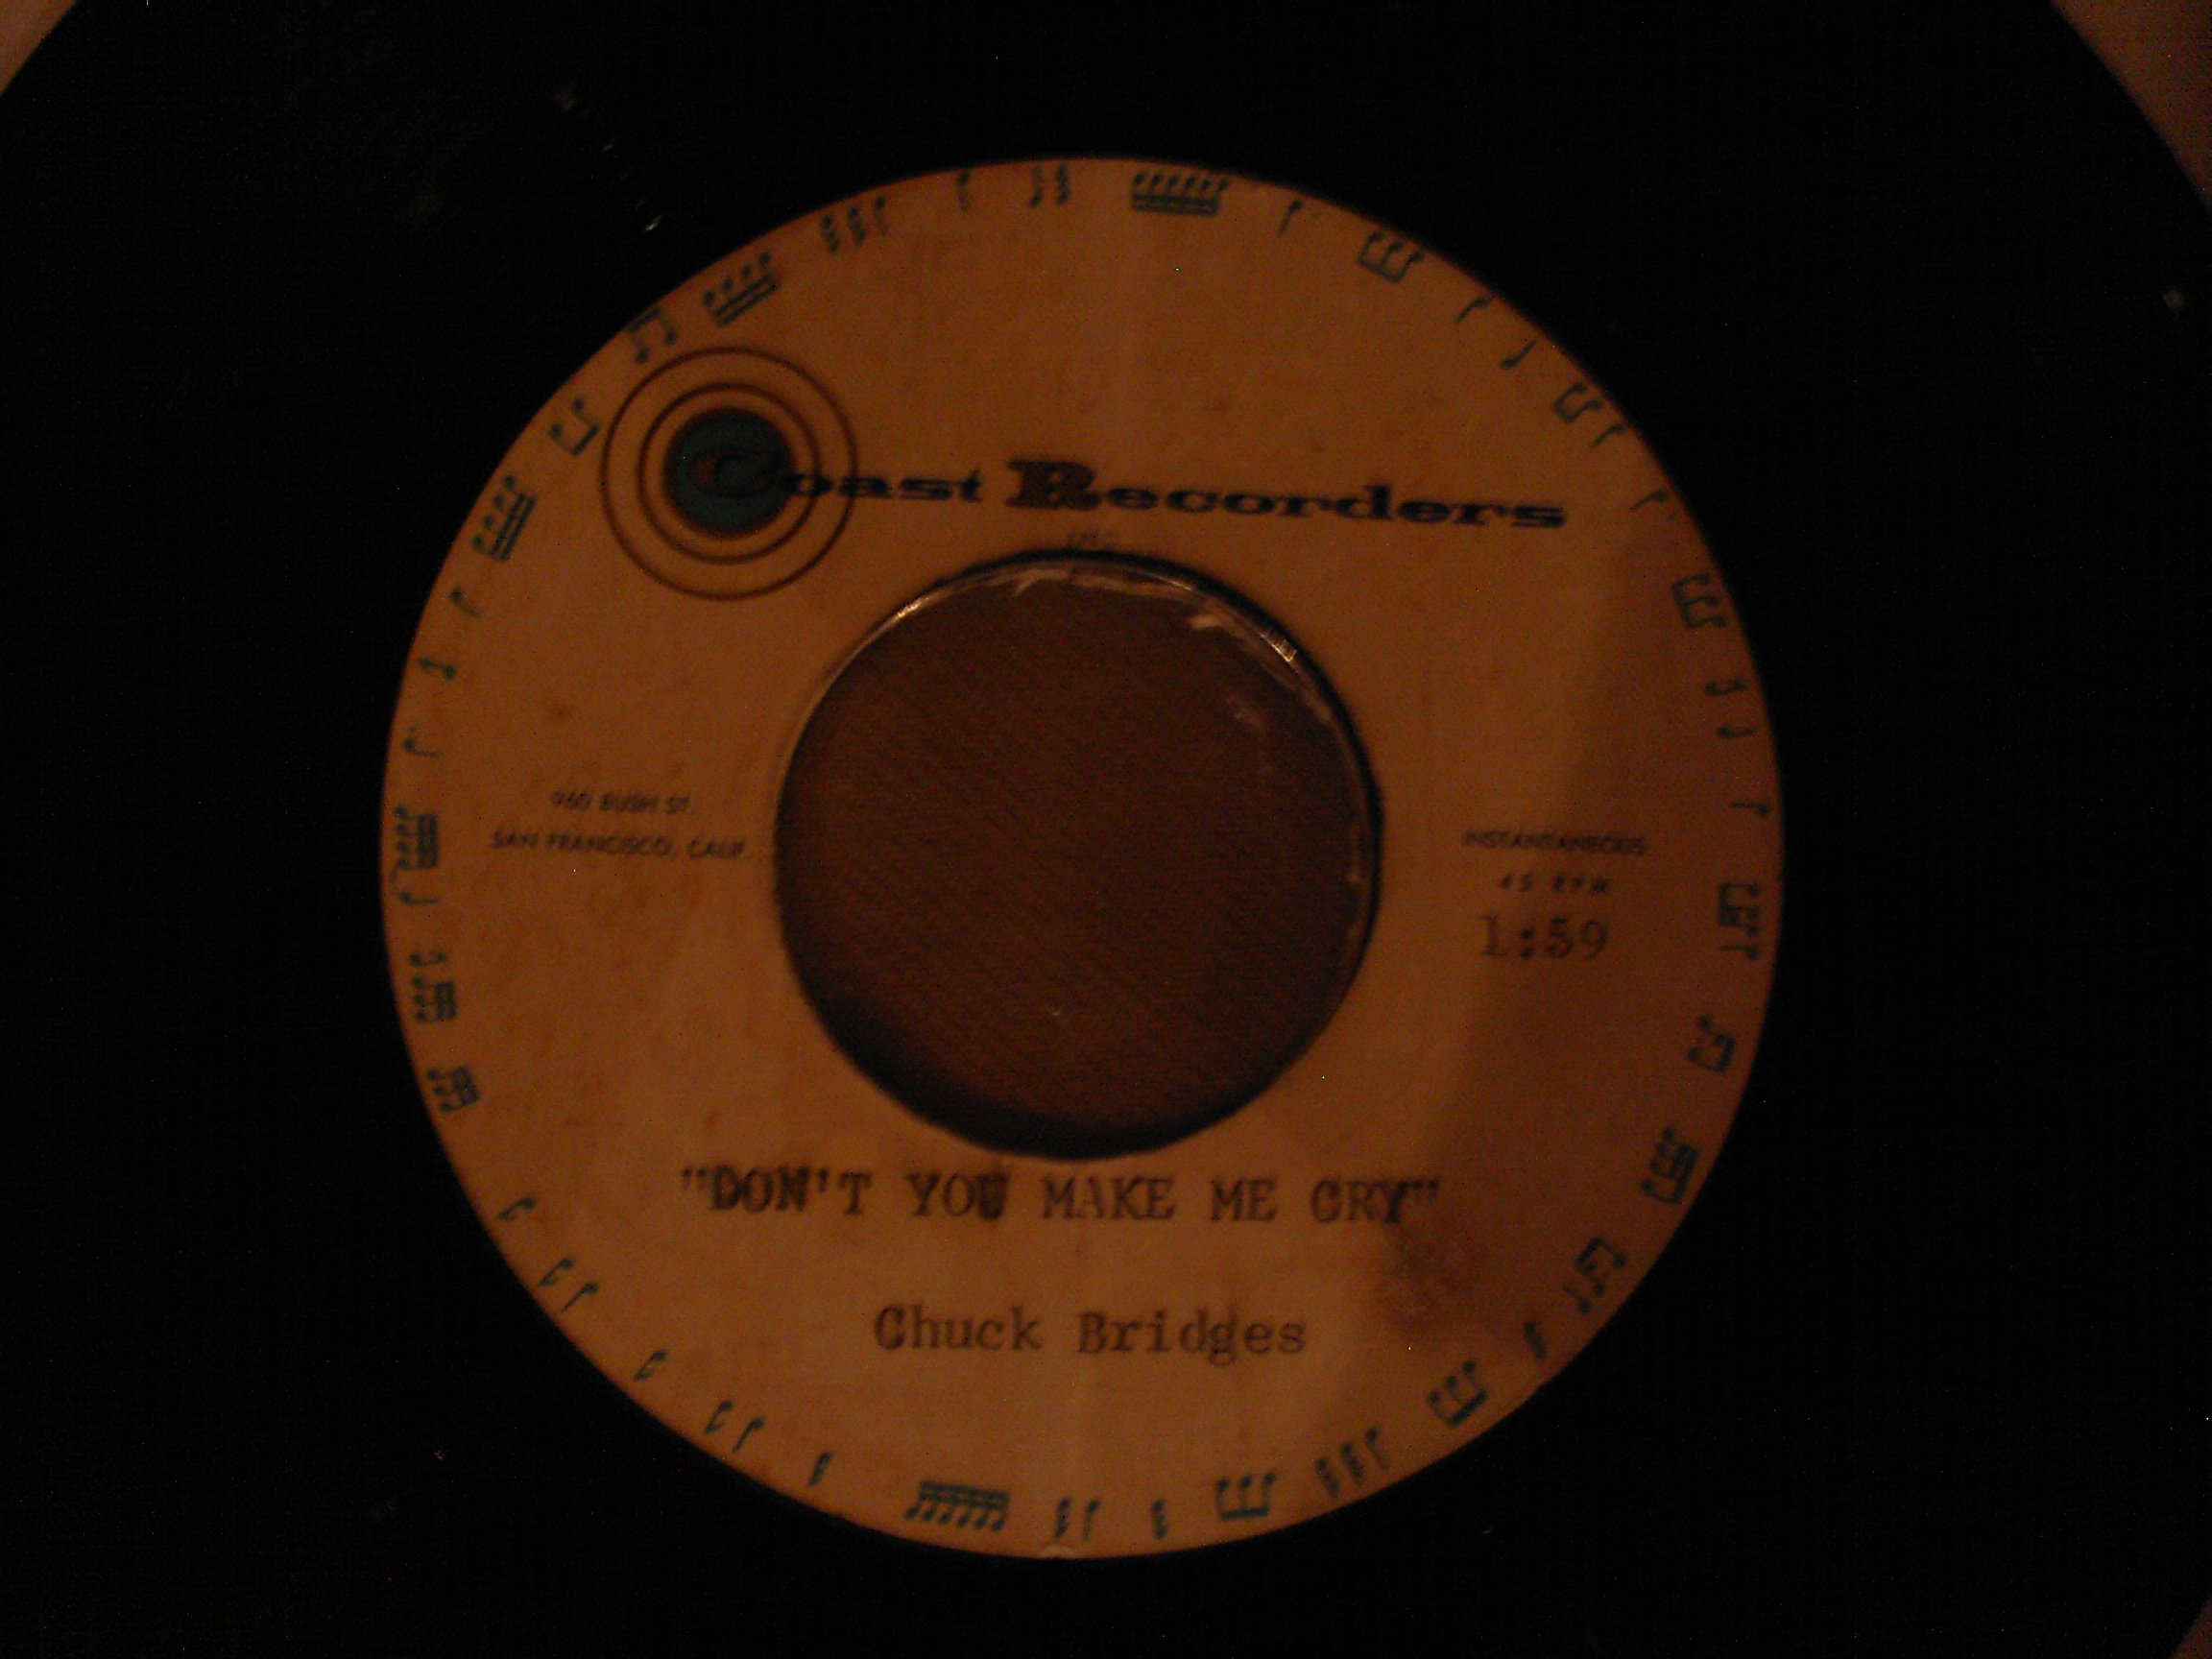 Coast Recorders
INC
960 BUSH ST.
SAN FRANCISCO, CALIF.
INSTANTANEOUS
45 RPM
1:59
"DON'T YOU MAKE ME CRY"
Chuck Bridges